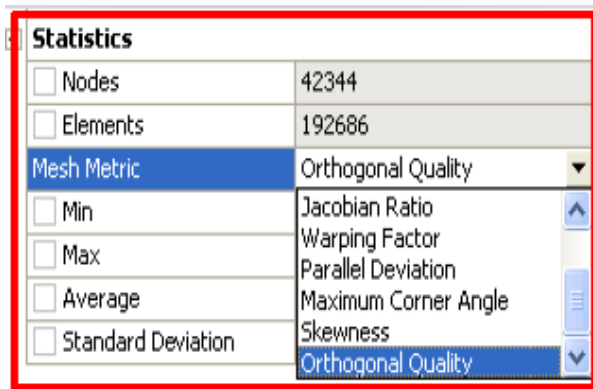 Statistics
Nodes 42344
Elements 192686
Mesh Metric Orthogonal Quality
Min
Max
Average
Standard Deviation
Jacobian Ratio
Warping Factor
Parallel Deviation
Maximum Corner Angle
Skewness
Orthogonal Quality